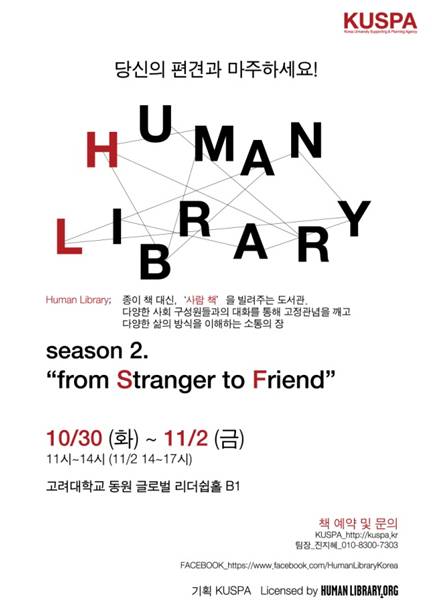 KUSPA
Korea University Supporting & Planning Agency
당신의 편견과 마주하세요!
HUMAN
LIBRARY
Human Library; 종이 책 대신, ‘사람 책’ 을 빌려주는 도서관.
다양한 사회 구성원들과의 대화를 통해 고정관념을 깨고
다양한 삶의 방식을 이해하는 소통의 장
season 2.
“from Stranger to Friend”
10/30 (화) ~ 11/2 (금)
11시~14시 (11/2 14~17시)
고려대학교 동원 글로벌 리더쉽홀 B1
책 예약 및 문의
KUSPA_http://kuspa.kr
팀장_진지혜_010-8300-7303
FACEBOOK_https://www.facebook.com/HumanLibraryKorea
기획 KUSPA Licensed by HUMAN LIBRARY.ORG